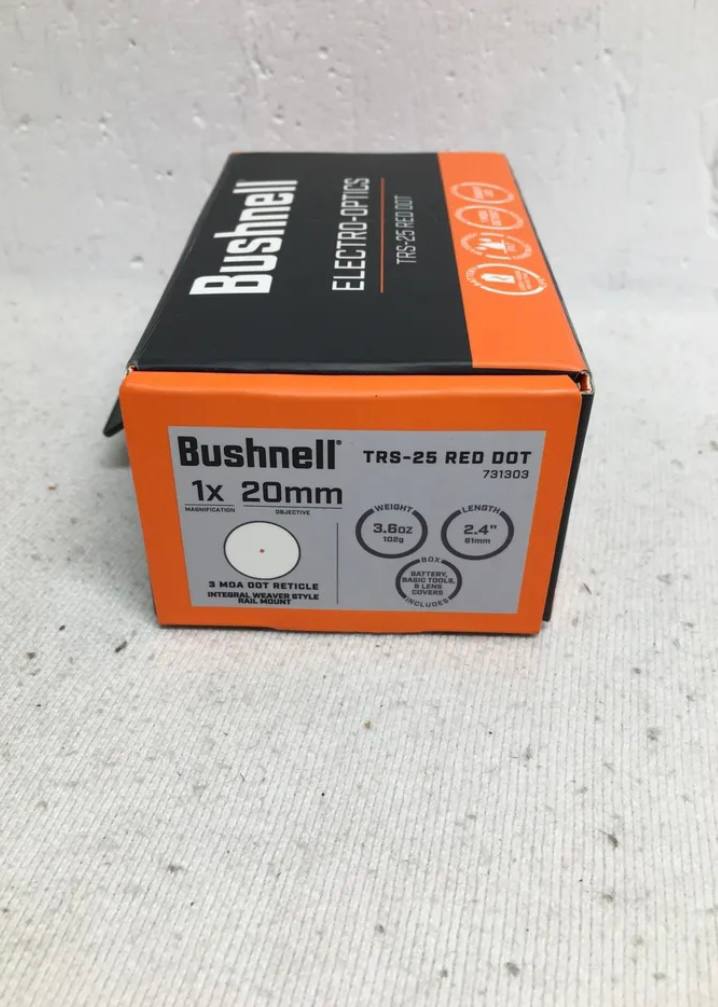 Bushnell
ELECTRO-OPTICS
TRS-25 RED DOT
Bushnell®
TRS-25 RED DOT
731303
1x 20mm
MAGNIFICATION OBJECTIVE
3 MOA DOT RETICLE
INTEGRAL WEAVER STYLE
RAIL MOUNT
WEIGHT
3.6oz
102g
LENGTH
2.4"
61mm
BOX
BATTERY,
BASIC TOOLS,
& LENS
COVERS
INCLUDES